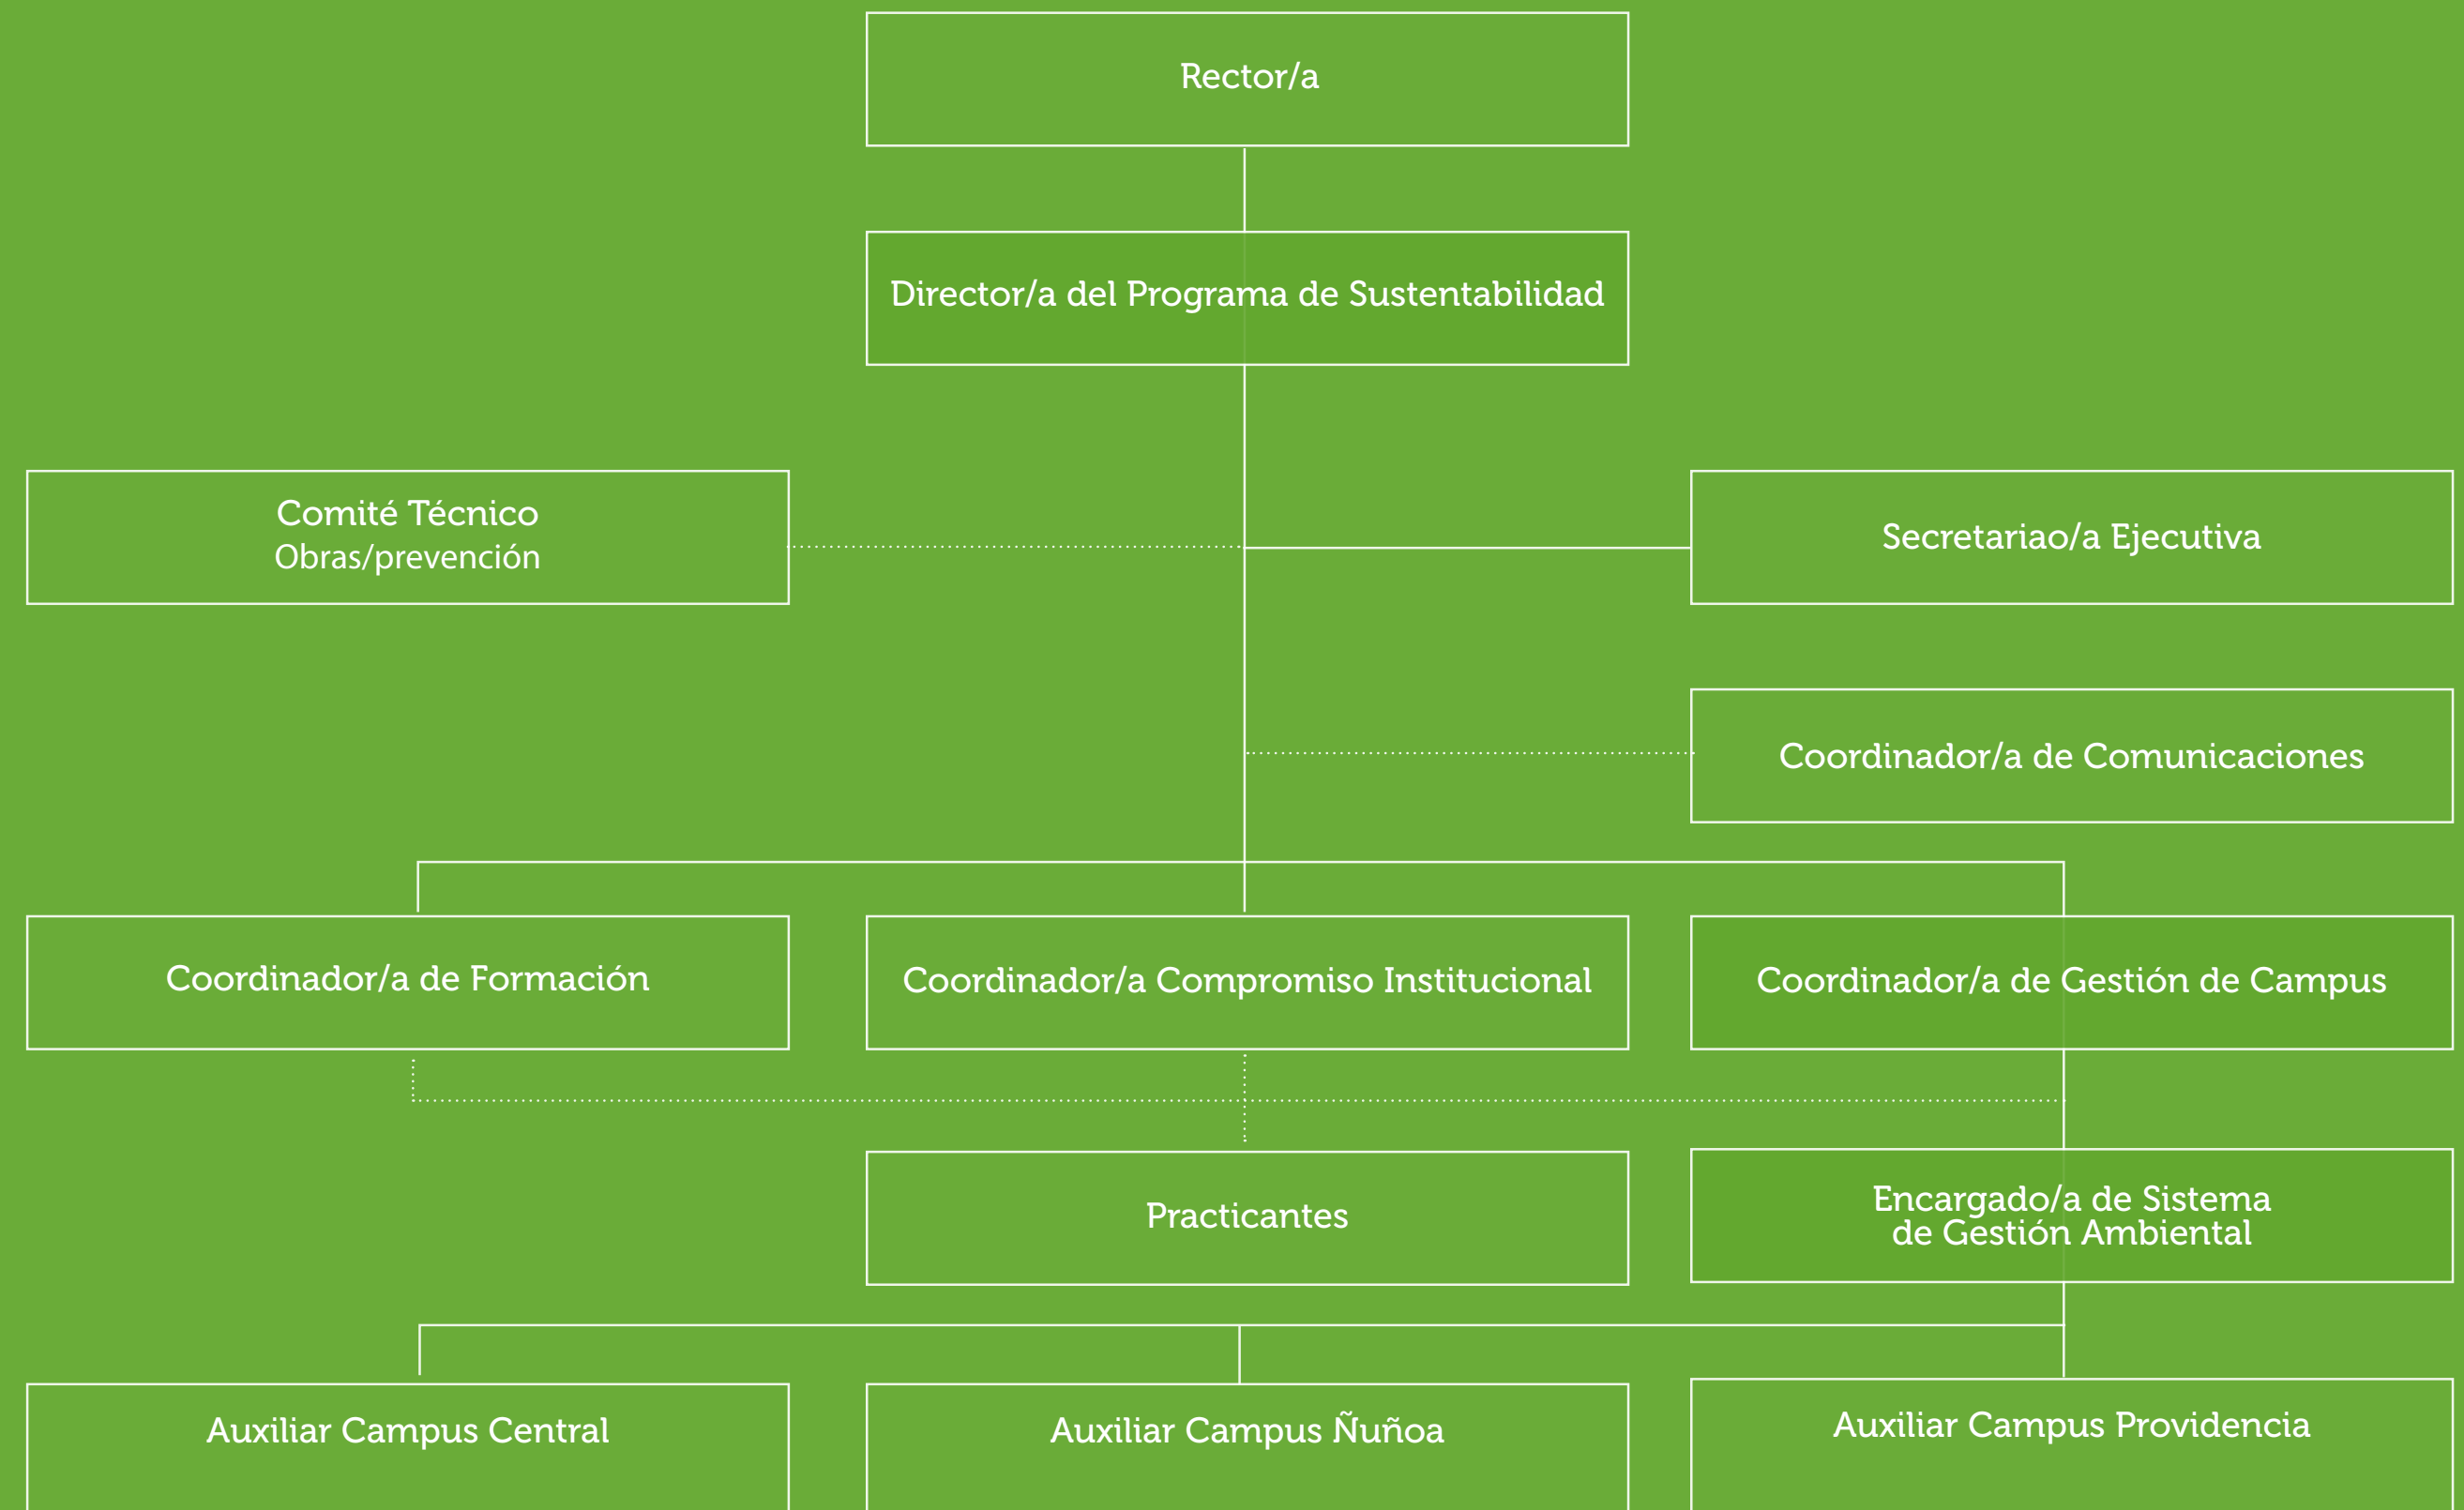 Rector/a
Director/a del Programa de Sustentabilidad
Comité Técnico
Obras/prevención
Secretariao/a Ejecutiva
Coordinador/a de Comunicaciones
Coordinador/a de Formación
Coordinador/a Compromiso Institucional
Coordinador/a de Gestión de Campus
Practicantes
Encargado/a de Sistema
de Gestión Ambiental
Auxiliar Campus Central
Auxiliar Campus Ñuñoa
Auxiliar Campus Providencia